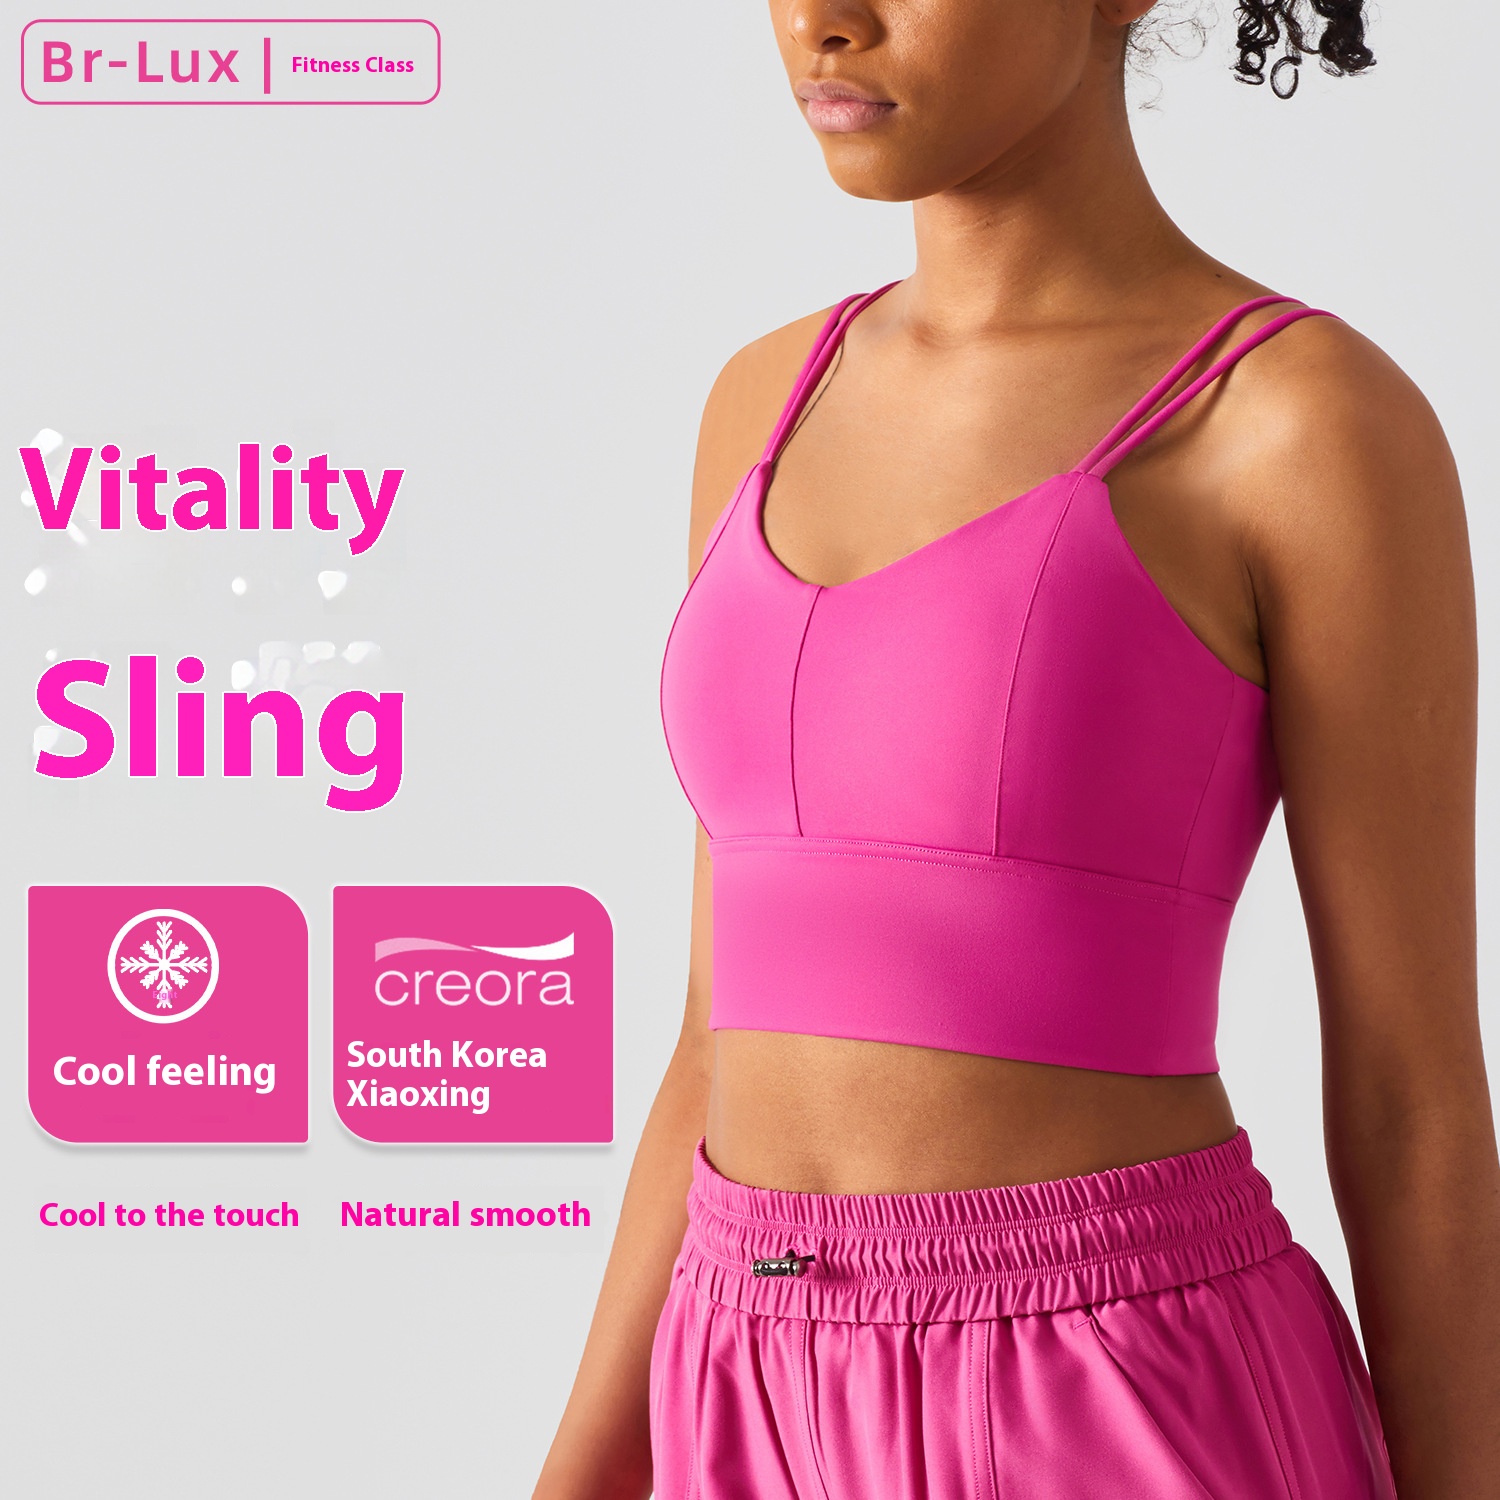 Br-Lux | Fitness Class
Vitality
Sling
creora
Cool feeling
South Korea
Xiaoxing
Cool to the touch
Natural smooth